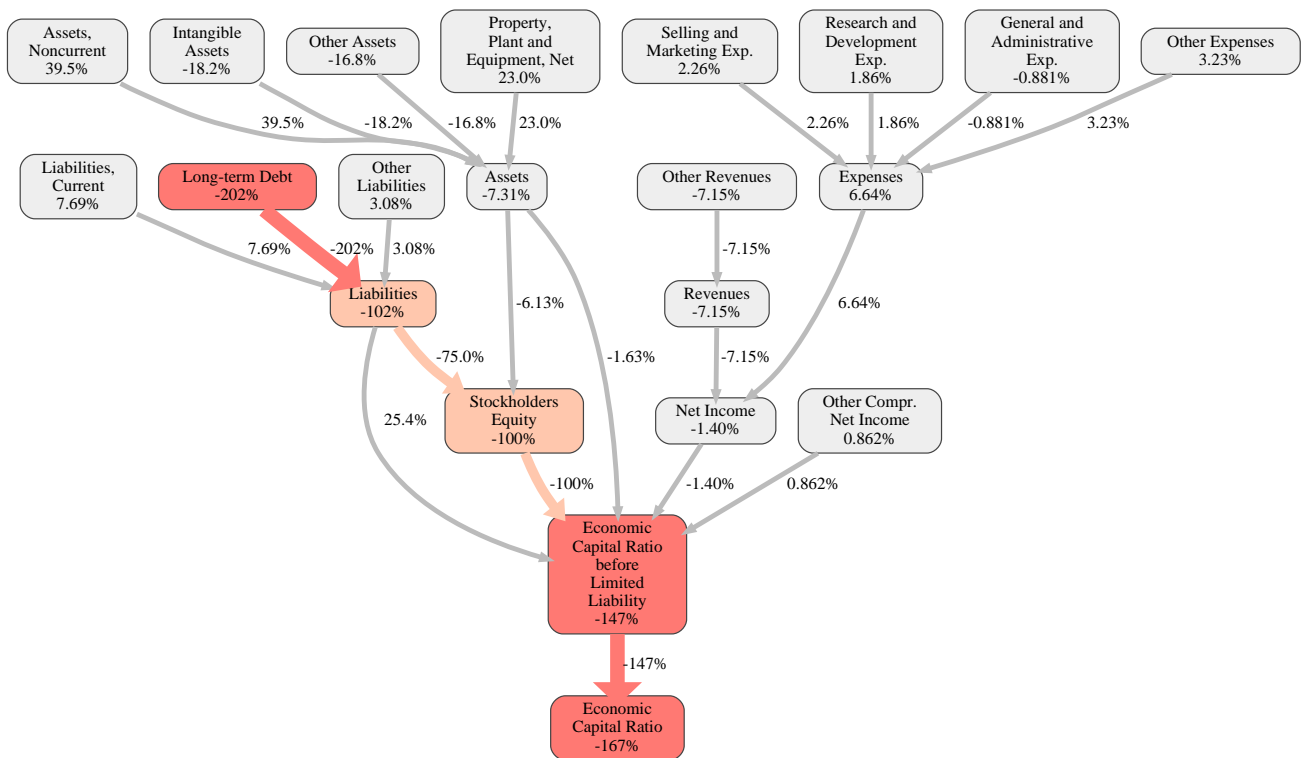 Assets,
Noncurrent
39.5%
Intangible
Assets
-18.2%
Other Assets
-16.8%
Property,
Plant and
Equipment, Net
23.0%
Selling and
Marketing Exp.
2.26%
Research and
Development
Exp.
1.86%
General and
Administrative
Exp.
-0.881%
Other Expenses
3.23%
39.5%
-18.2%
-16.8%
23.0%
2.26%
1.86%
-0.881%
3.23%
Liabilities,
Current
7.69%
Long-term Debt
-202%
Other
Liabilities
3.08%
Assets
-7.31%
Other Revenues
-7.15%
Expenses
6.64%
7.69%
-202%
3.08%
-7.15%
Liabilities
-102%
-6.13%
Revenues
-7.15%
6.64%
-75.0%
-1.63%
-7.15%
25.4%
Stockholders
Equity
-100%
Net Income
-1.40%
Other Compr.
Net Income
0.862%
-100%
-1.40%
0.862%
Economic
Capital Ratio
before
Limited
Liability
-147%
-147%
Economic
Capital Ratio
-167%